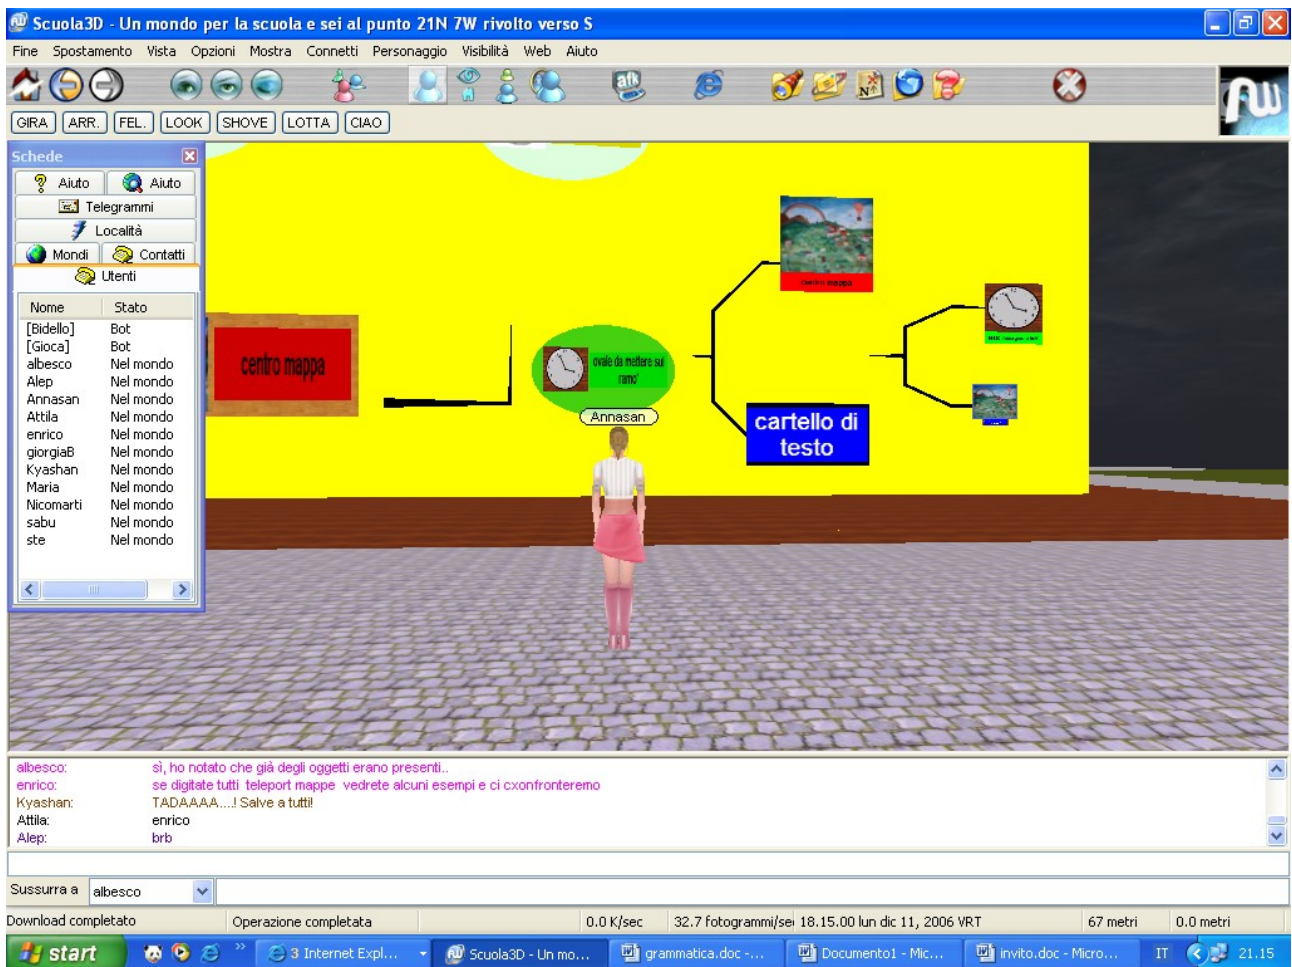 Scuola3D - Un mondo per la scuola e sei al punto 21N 7W rivolto verso S
Fine Spostamento Vista Opzioni Mostra Connetti Personaggio Visibilità Web Aiuto
afk
GIRA ARR. FEL. LOOK SHOVE LOTTA CIAO
Schede
Aiuto Aiuto
Telegrammi
Località
Mondi Contatti
Utenti
Nome Stato
[Bidello] Bot
[Gioca] Bot
albesco Nel mondo
Alep Nel mondo
Annasan Nel mondo
Attila Nel mondo
enrico Nel mondo
giorgiaB Nel mondo
Kyashan Nel mondo
Maria Nel mondo
Nicomarti Nel mondo
sabu Nel mondo
ste Nel mondo
centro mappa
ovale da mettere sul
ramo'
Annasan
centro mappa
cartello di
testo
albesco: sì, ho notato che già degli oggetti erano presenti..
enrico: se digitate tutti teleport mappe vedrete alcuni esempi e ci cxonfronteremo
Kyashan: TADAAAA....! Salve a tutti!
Attila: enrico
Alep: brb
Sussurra a albesco
Download completato Operazione completata 0.0 K/sec 32.7 fotogrammi/se 18.15.00 lun dic 11, 2006 VRT 67 metri 0.0 metri
start 3 Internet Expl... Scuola3D - Un mo... grammatica.doc -... Documento1 - Mic... invito.doc - Micro... IT 21.15